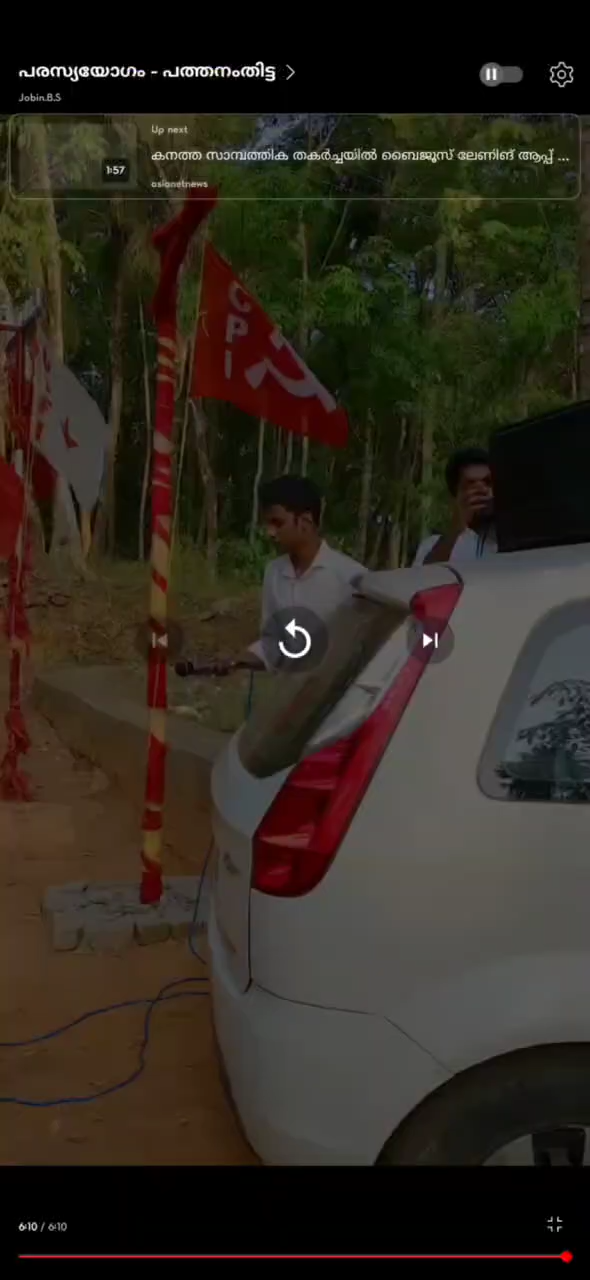 പരസ്യയോഗം - പത്തനംതിട്ട
Jobin.B.S
Up next
കനത്ത സാമ്പത്തിക തകർച്ചയിൽ ബൈജൂസ് ലേണിങ് ആപ്പ് ...
1:57
asianetnews
CPI
6:10 / 6:10